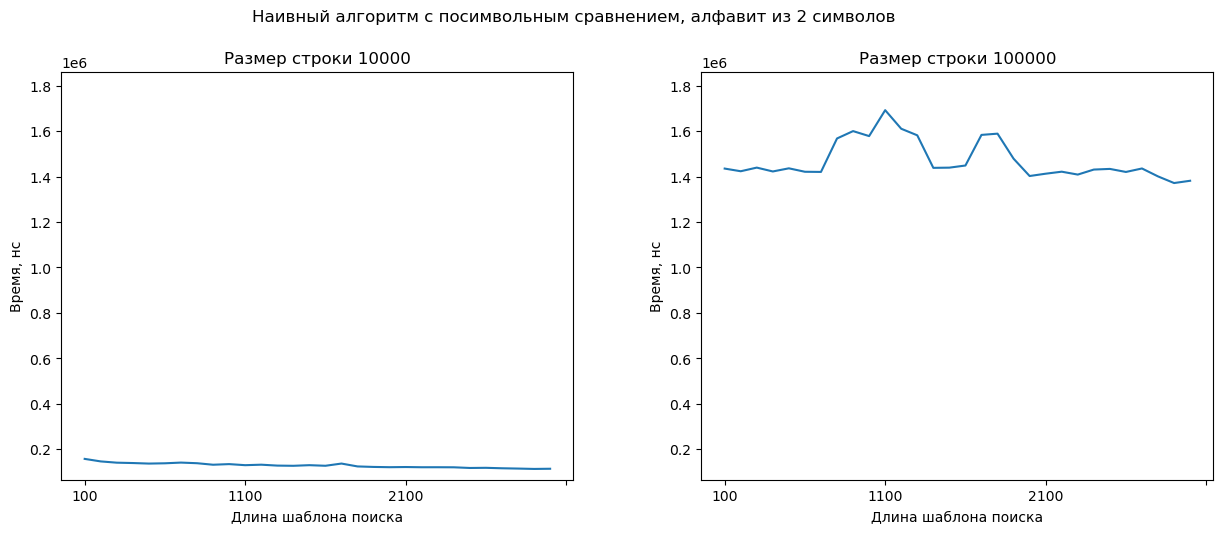 Наивный алгоритм с посимвольным сравнением, алфавит из 2 символов
Размер строки 10000
1e6
1.8
1.6
1.4
1.2
1.0
0.8
0.6
0.4
0.2
Время, нс
100 1100 2100
Длина шаблона поиска
Размер строки 100000
1e6
1.8
1.6
1.4
1.2
1.0
0.8
0.6
0.4
0.2
Время, нс
100 1100 2100
Длина шаблона поиска